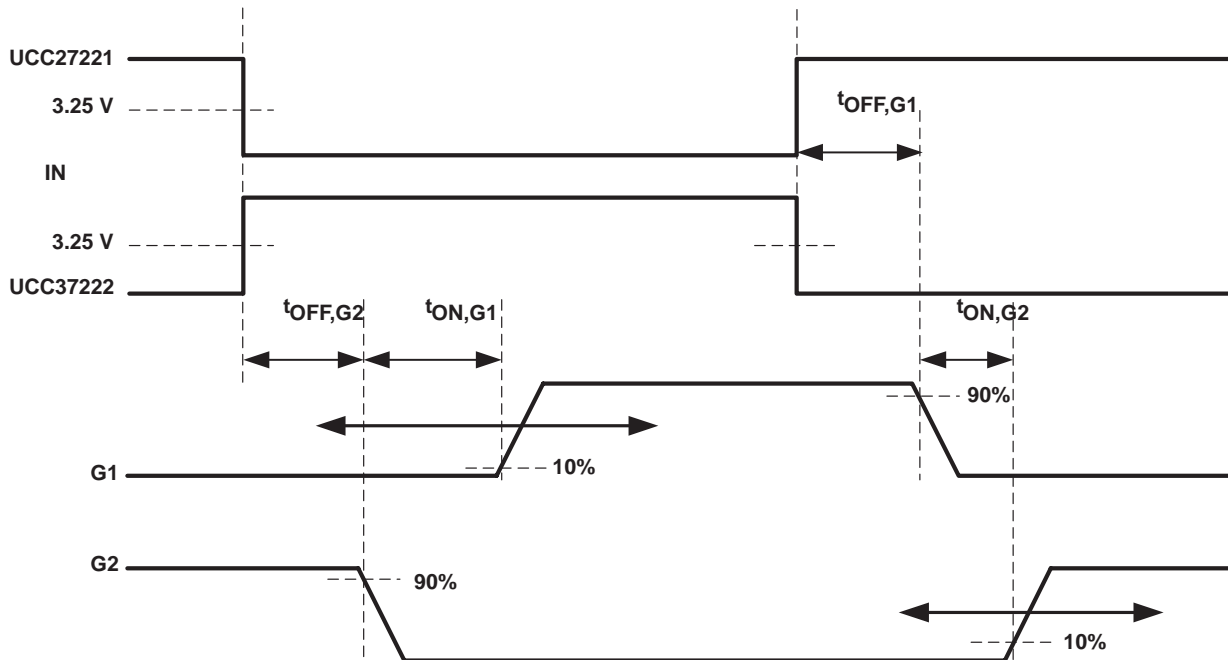 UCC27221
3.25 V
tOFF,G1
IN
3.25 V
UCC37222
tOFF,G2
tON,G1
tON,G2
90%
10%
G1
G2
90%
10%